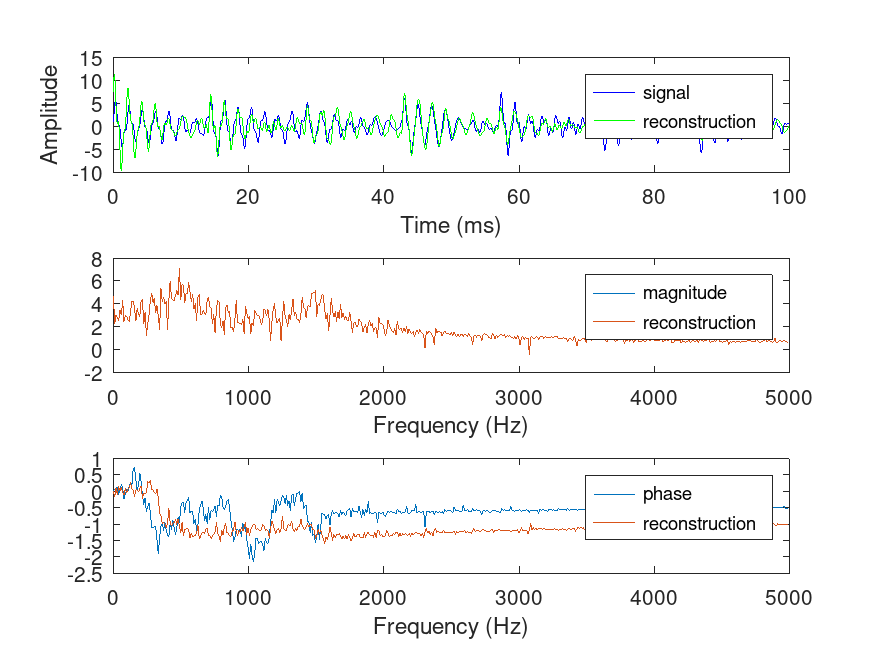 15
10
5
0
-5
-10
Amplitude
signal
reconstruction
0 20 40 60 80 100
Time (ms)
8
6
4
2
0
-2
magnitude
reconstruction
0 1000 2000 3000 4000 5000
Frequency (Hz)
1
0.5
0
-0.5
-1
-1.5
-2
-2.5
phase
reconstruction
0 1000 2000 3000 4000 5000
Frequency (Hz)